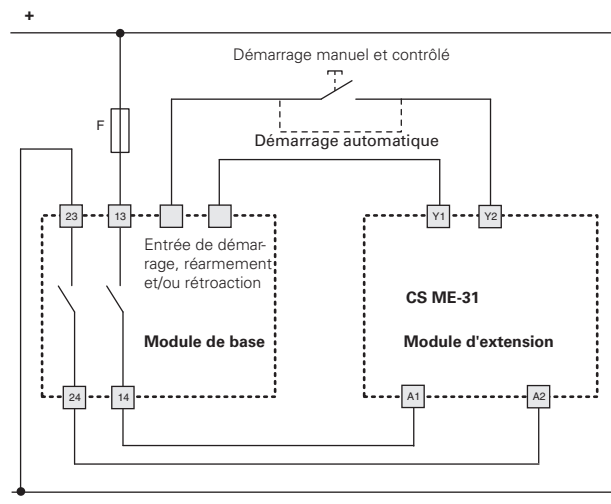 +
Démarrage manuel et contrôlé
F
Démarrage automatique
23
13
Y1
Y2
Entrée de démar-
rage, réarmement
et/ou rétroaction
CS ME-31
Module de base
Module d'extension
24
14
A1
A2